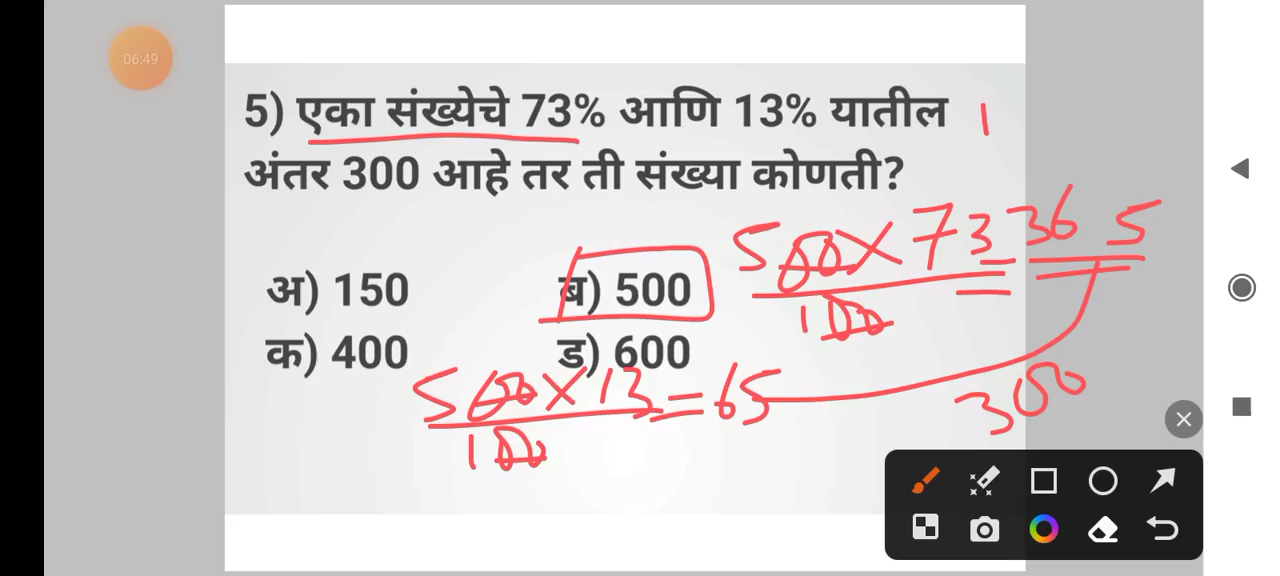 06:49
5) एका संख्येचे 73% आणि 13% यातील
अंतर 300 आहे तर ती संख्या कोणती?
500 × 73 = 365
100
अ) 150 ब) 500
क) 400 ड) 600
500 × 13 = 65
100
300